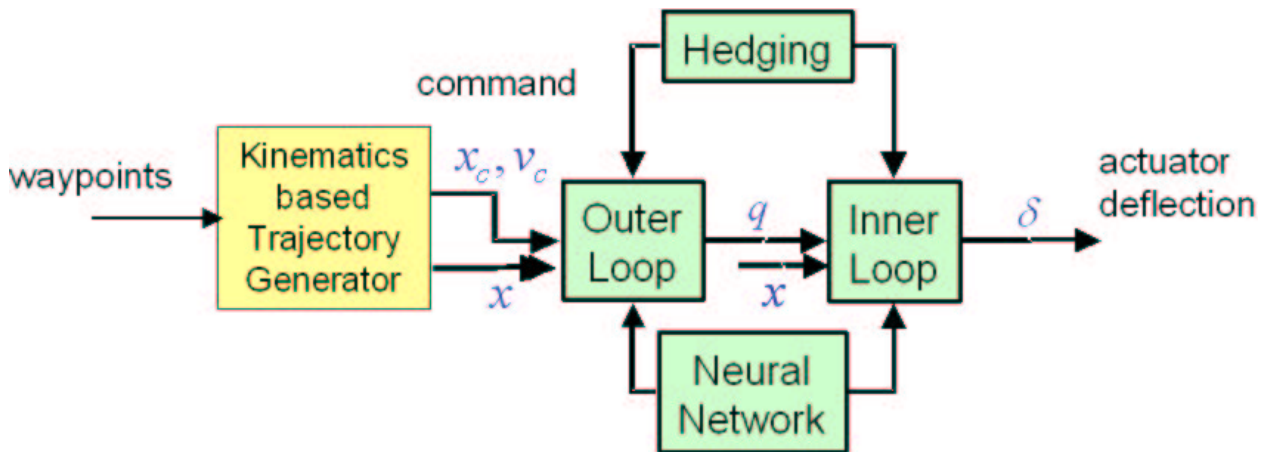 Hedging
command
waypoints
Kinematics
based
Trajectory
Generator
x_c, v_c
x
Outer
Loop
q
x
Inner
Loop
δ
actuator
deflection
Neural
Network